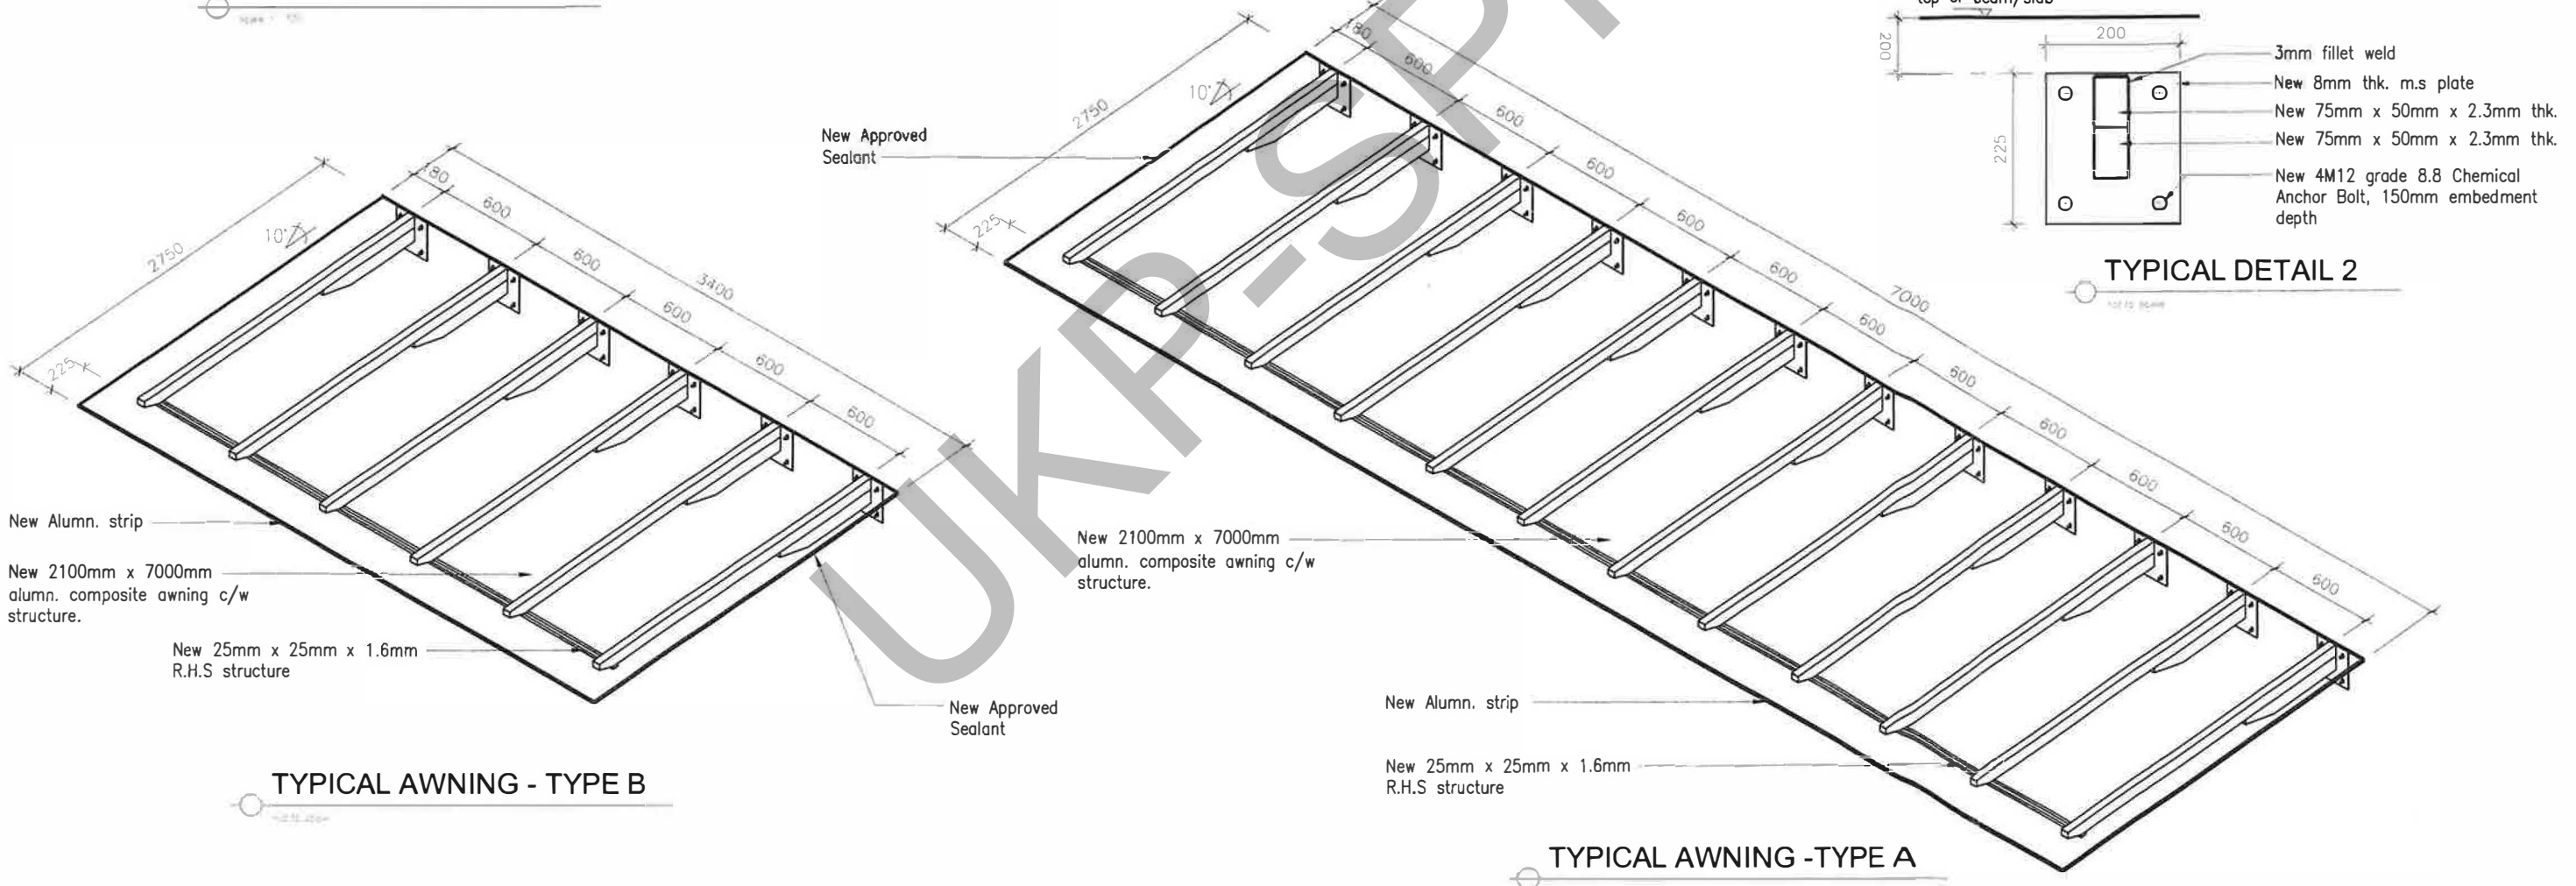 top of beam/slab
200
200
3mm fillet weld
New 8mm thk. m.s plate
New 75mm x 50mm x 2.3mm thk.
New 75mm x 50mm x 2.3mm thk.
225
New 4M12 grade 8.8 Chemical
Anchor Bolt, 150mm embedment
depth
TYPICAL DETAIL 2
not to scale
2750
10°
180
600
600
600
600
600
3400
225
New Alumn. strip
New 2100mm x 7000mm
alumn. composite awning c/w
structure.
New 25mm x 25mm x 1.6mm
R.H.S structure
New Approved
Sealant
TYPICAL AWNING - TYPE B
New Approved
Sealant
2750
10°
180
600
600
600
600
600
600
600
600
600
600
600
7000
225
New 2100mm x 7000mm
alumn. composite awning c/w
structure.
New Alumn. strip
New 25mm x 25mm x 1.6mm
R.H.S structure
TYPICAL AWNING -TYPE A